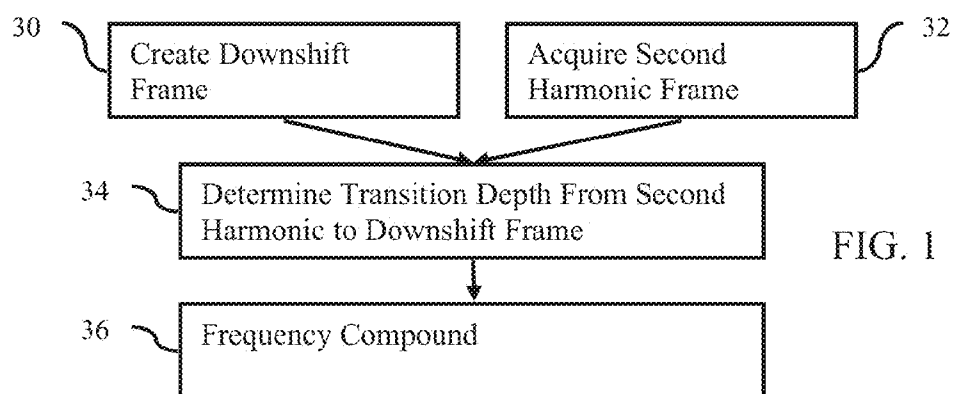 30
Create Downshift
Frame
Acquire Second
Harmonic Frame
32
34
Determine Transition Depth From Second
Harmonic to Downshift Frame
FIG. 1
36
Frequency Compound